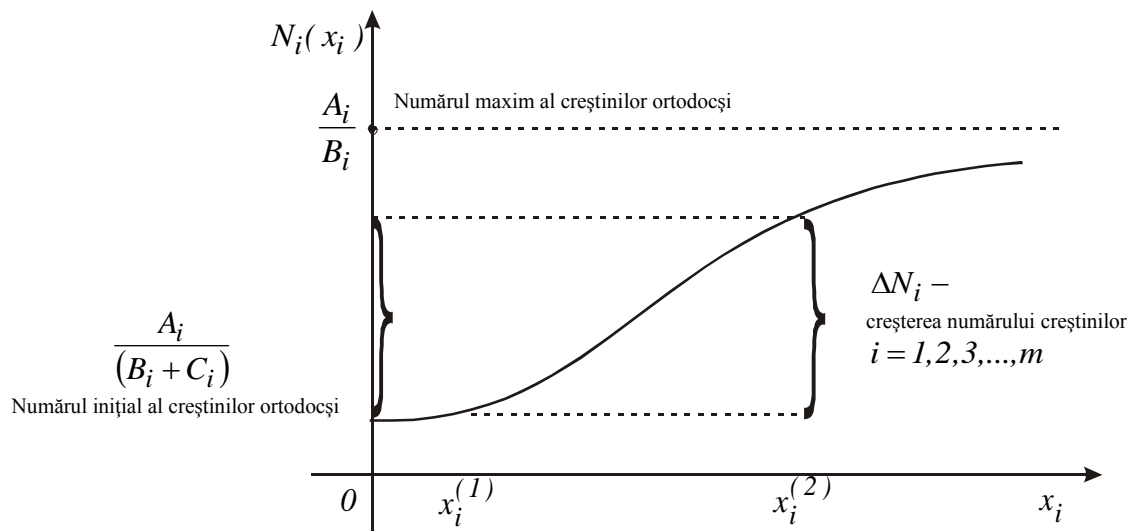 N_i( x_i )
Numărul maxim al creştinilor ortodocşi
A_i
B_i
ΔN_i −
creşterea numărului creştinilor
i = 1,2,3,...,m
A_i
(B_i + C_i)
Numărul iniţial al creştinilor ortodocşi
0 x_i^(1) x_i^(2) x_i